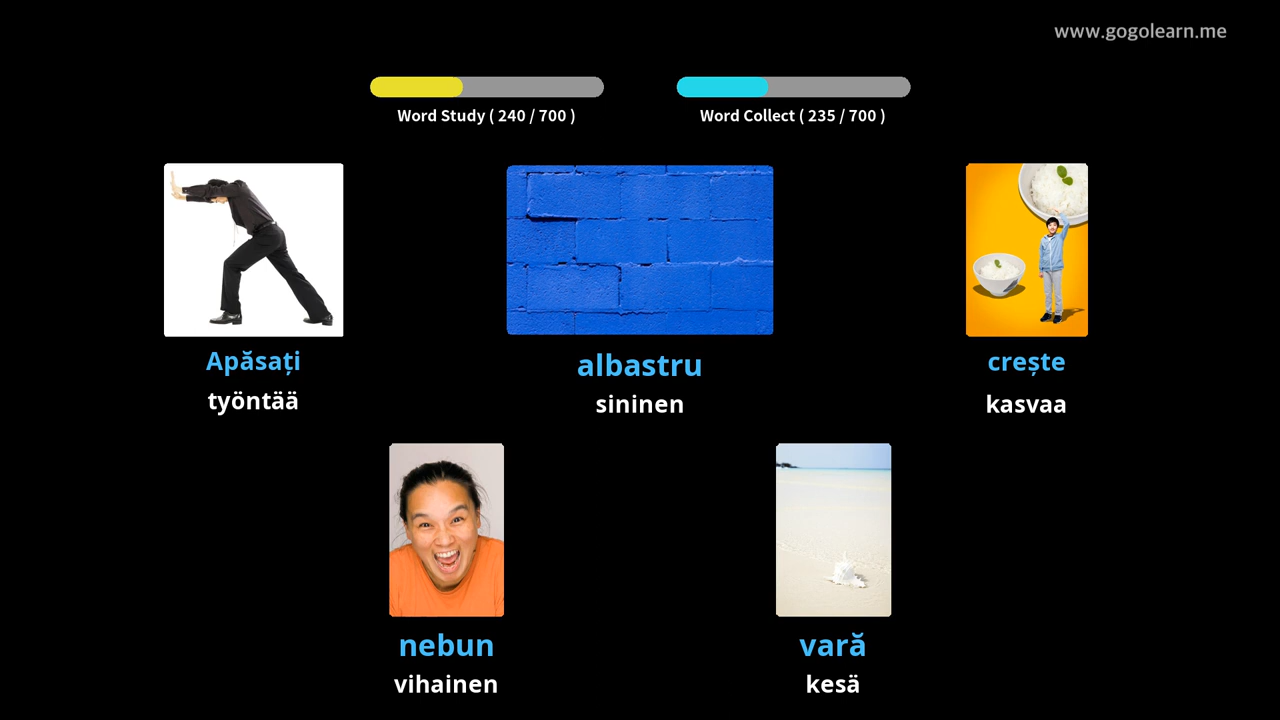 www.gogolearn.me
Word Study ( 240 / 700 )
Word Collect ( 235 / 700 )
Apăsați
työntää
albastru
sininen
crește
kasvaa
nebun
vihainen
vară
kesä